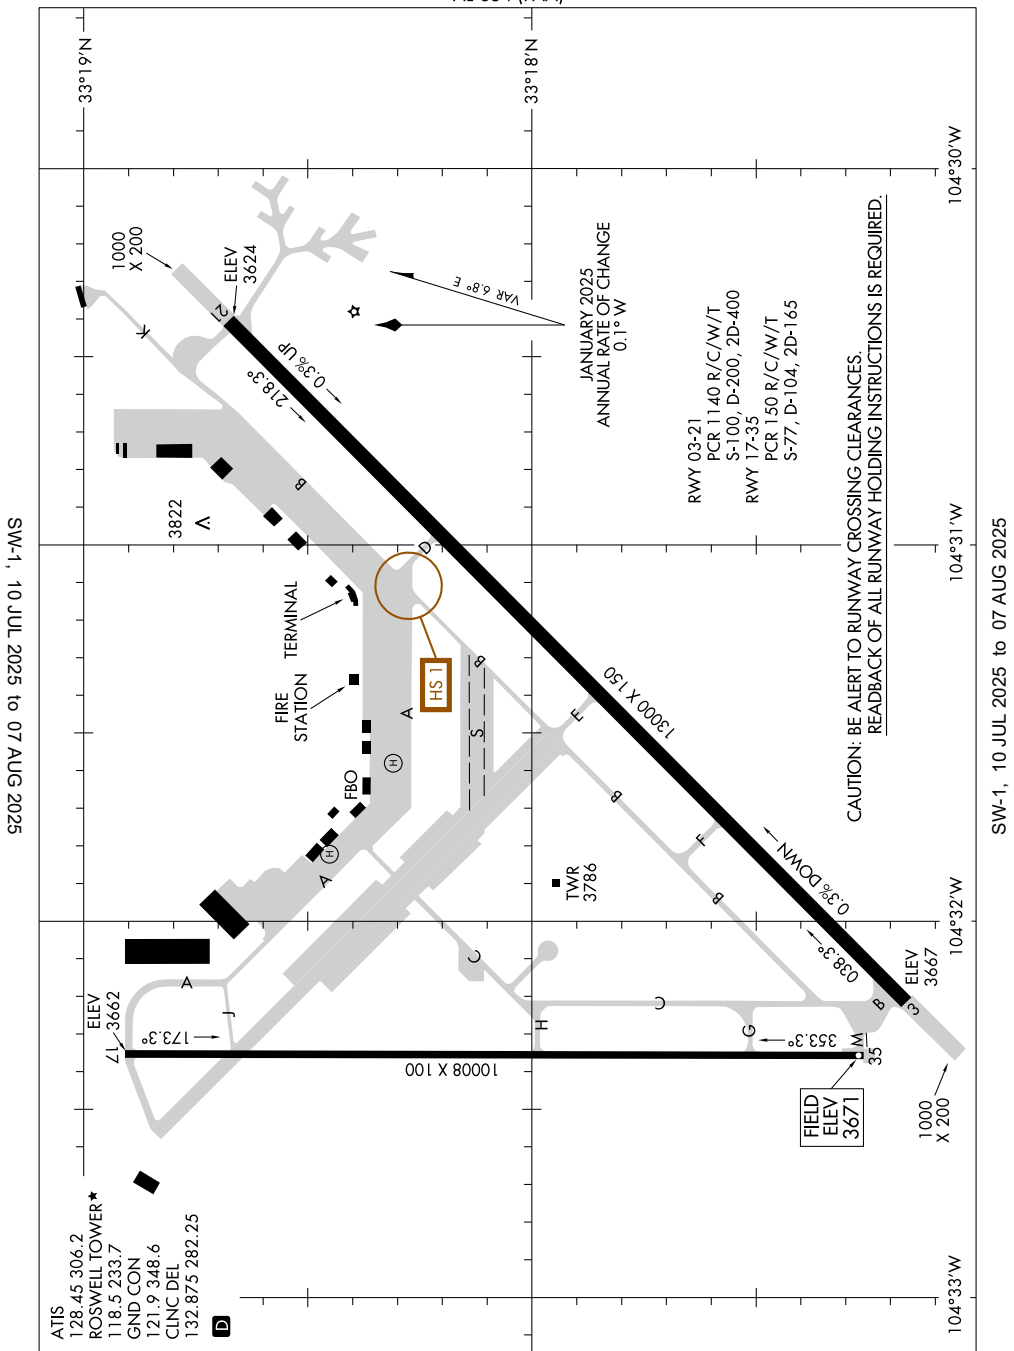 SW-1, 10 JUL 2025 to 07 AUG 2025
SW-1, 10 JUL 2025 to 07 AUG 2025
33°19'N
33°18'N
104°30'W
104°31'W
104°32'W
104°33'W
ATIS
128.45 306.2
ROSWELL TOWER★
118.5 233.7
GND CON
121.9 348.6
CLNC DEL
132.875 282.25
D
1000
X 200
ELEV
3624
21
K
0.3% UP
218.3°
VAR 6.8° E
JANUARY 2025
ANNUAL RATE OF CHANGE
0.1° W
RWY 03-21
PCR 1140 R/C/W/T
S-100, D-200, 2D-400
RWY 17-35
PCR 150 R/C/W/T
S-77, D-104, 2D-165
CAUTION: BE ALERT TO RUNWAY CROSSING CLEARANCES.
READBACK OF ALL RUNWAY HOLDING INSTRUCTIONS IS REQUIRED.
3822
B
D
TERMINAL
HS 1
FIRE
STATION
A
B
S
H
E
13000 X 150
FBO
H
A
B
F
TWR
3786
B
0.3% DOWN
038.3°
ELEV
3667
3
B
C
C
A
J
H
G
W
ELEV
3662
17
173.3°
10008 X 100
353.3°
35
FIELD
ELEV
3671
1000
X 200